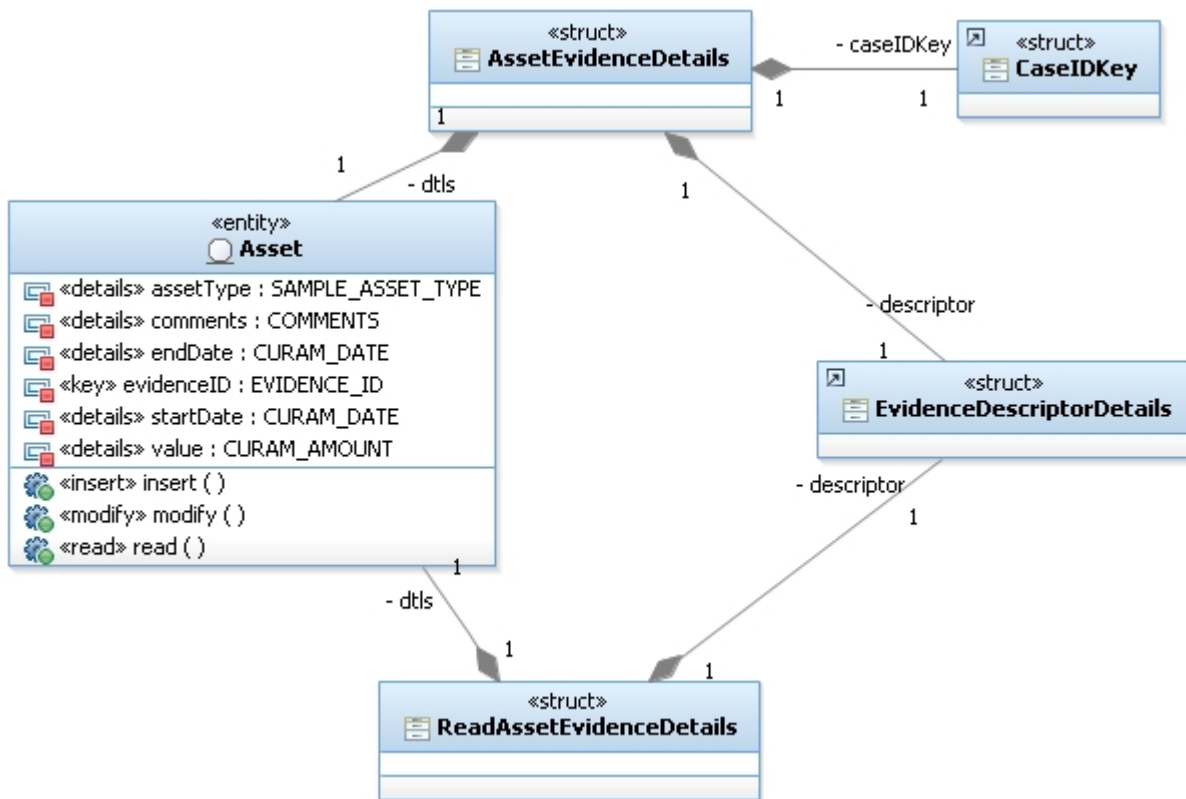 «struct»
AssetEvidenceDetails
1
- caseIDKey
1
1
«struct»
CaseIDKey
1
- dtls
1
- descriptor
1
«entity»
Asset
«details» assetType : SAMPLE_ASSET_TYPE
«details» comments : COMMENTS
«details» endDate : CURAM_DATE
«key» evidenceID : EVIDENCE_ID
«details» startDate : CURAM_DATE
«details» value : CURAM_AMOUNT
«insert» insert ( )
«modify» modify ( )
«read» read ( )
«struct»
EvidenceDescriptorDetails
- descriptor
1
1
- dtls
1
1
«struct»
ReadAssetEvidenceDetails